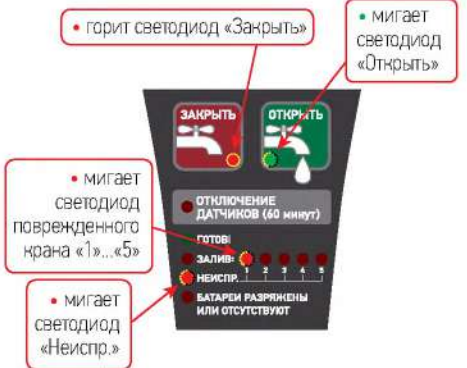 • горит светодиод «Закрыть»
• мигает
светодиод
«Открыть»
ЗАКРЫТЬ
ОТКРЫТЬ
ОТКЛЮЧЕНИЕ
ДАТЧИКОВ (60 минут)
• мигает
светодиод
поврежденного
крана «1»...«5»
ГОТОВ
ЗАЛИВ:
1 2 3 4 5
НЕИСПР.
• мигает
светодиод
«Неиспр.»
БАТАРЕИ РАЗРЯЖЕНЫ
ИЛИ ОТСУТСТВУЮТ